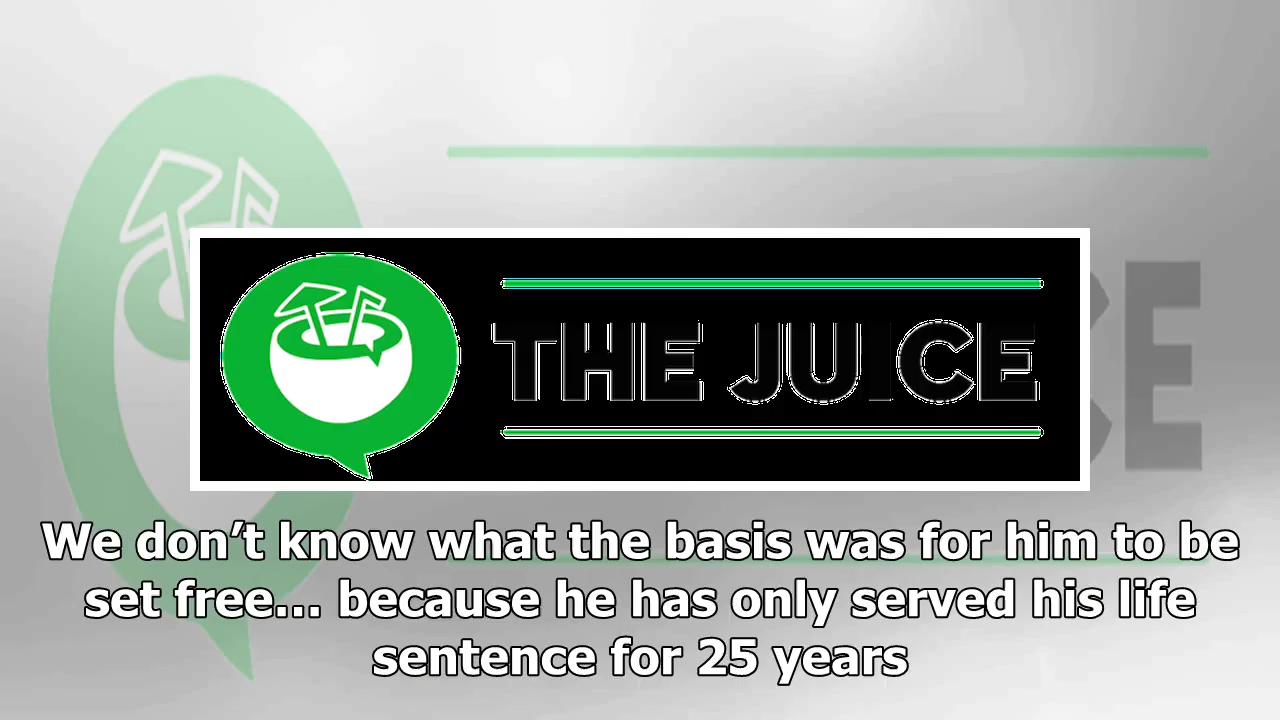 THE JUICE
CE
We don’t know what the basis was for him to be
set free... because he has only served his life
sentence for 25 years